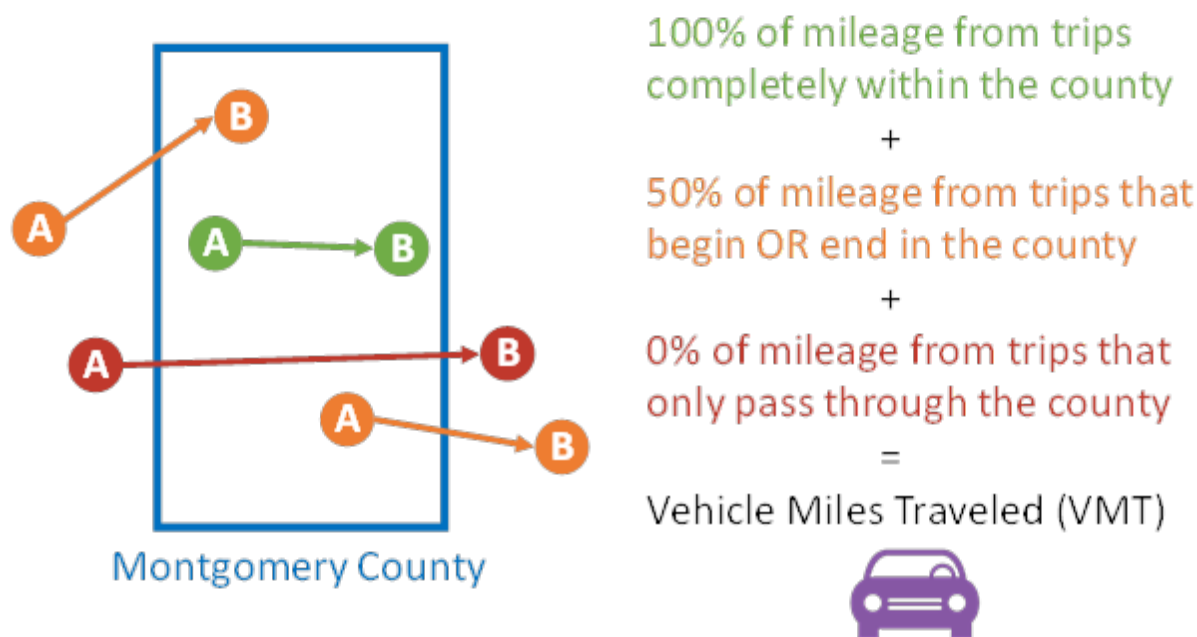 100% of mileage from trips
completely within the county
+
50% of mileage from trips that
begin OR end in the county
+
0% of mileage from trips that
only pass through the county
=
Vehicle Miles Traveled (VMT)
B
A
A
B
A
B
A
B
Montgomery County